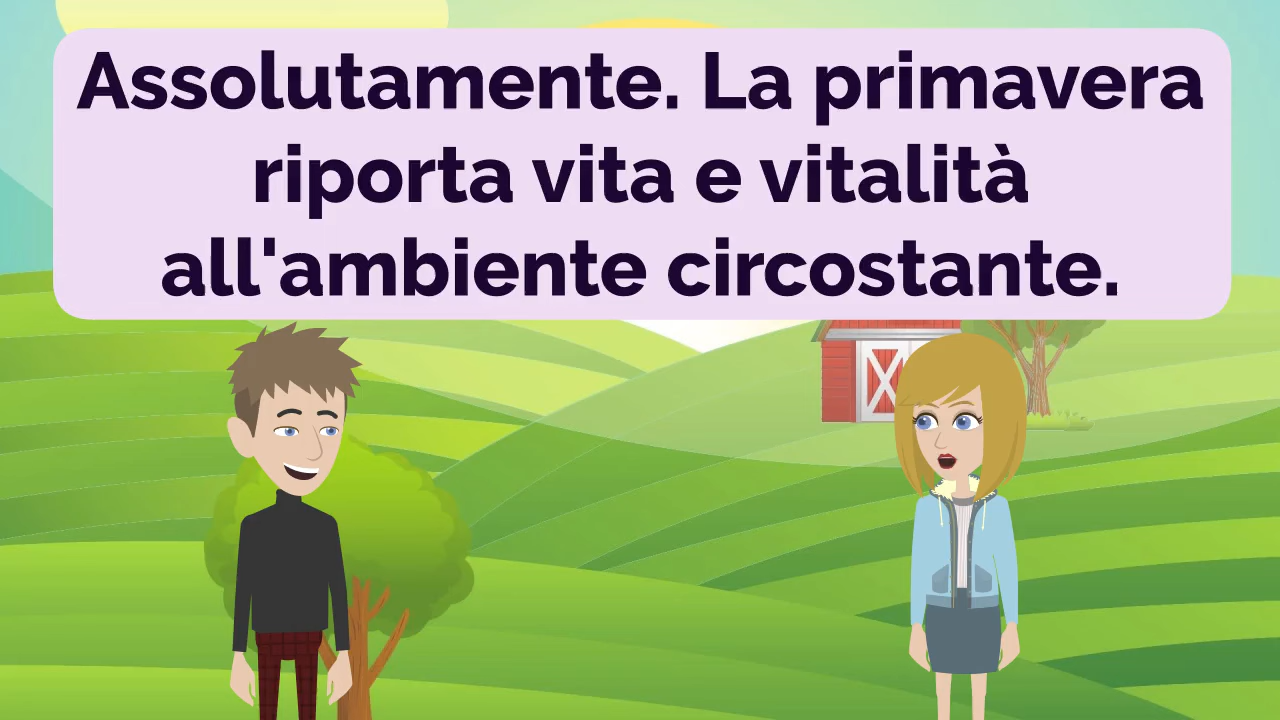 Assolutamente. La primavera
riporta vita e vitalità
all'ambiente circostante.